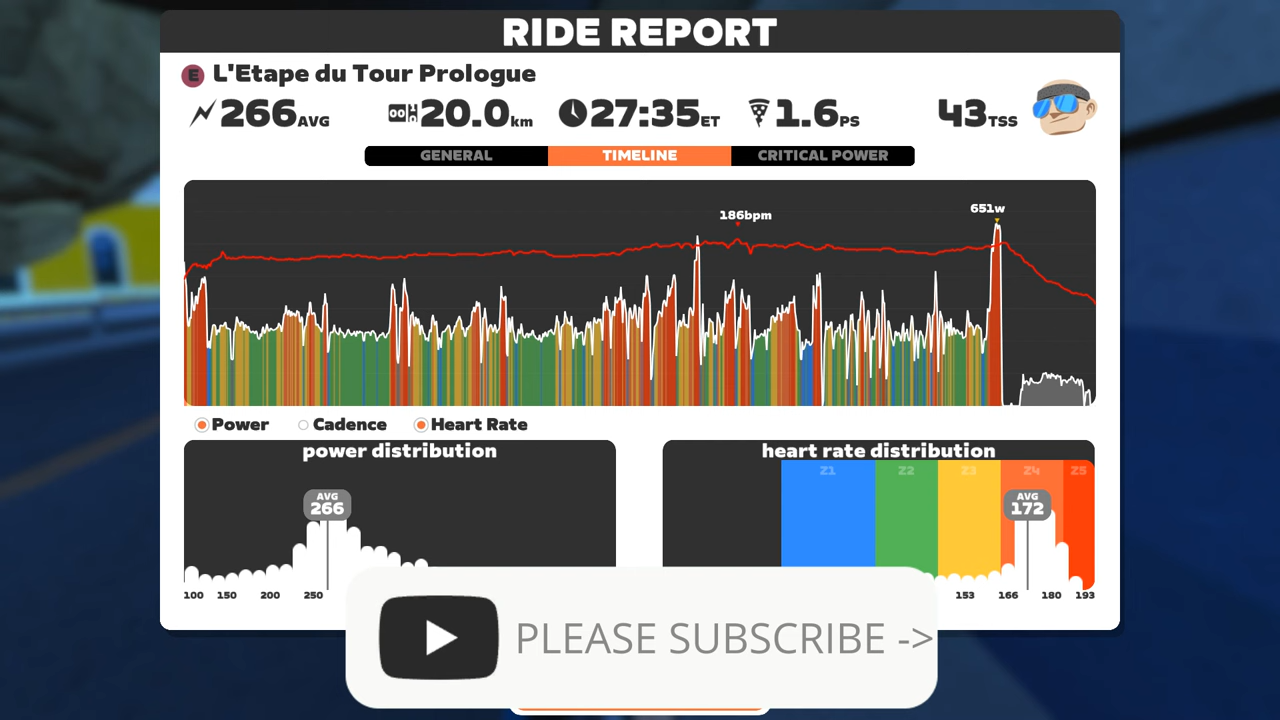 RIDE REPORT
E L'Etape du Tour Prologue
266AVG 20.0km 27:35ET 1.6PS 43TSS
GENERAL TIMELINE CRITICAL POWER
186bpm 651w
Power Cadence Heart Rate
power distribution heart rate distribution
Z1 Z2 Z3 Z4 Z5
AVG AVG
266 172
100 150 200 250 153 166 180 193
PLEASE SUBSCRIBE ->